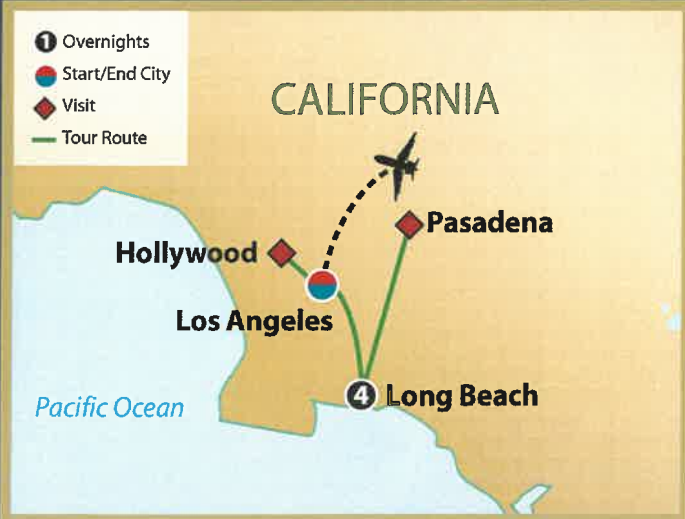 1 Overnights
Start/End City
Visit
Tour Route
CALIFORNIA
Pasadena
Hollywood
Los Angeles
4 Long Beach
Pacific Ocean